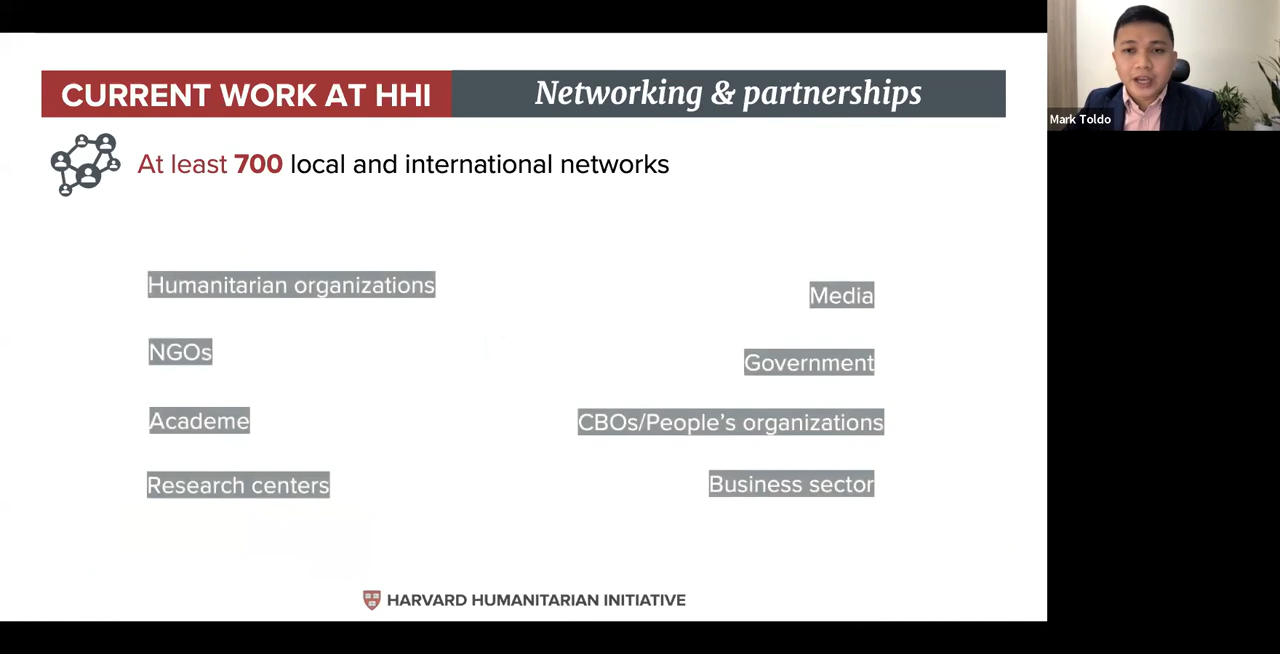 CURRENT WORK AT HHI
Networking & partnerships
Mark Toldo
At least 700 local and international networks
Humanitarian organizations
Media
NGOs
Government
Academe
CBOs/People's organizations
Research centers
Business sector
HARVARD HUMANITARIAN INITIATIVE